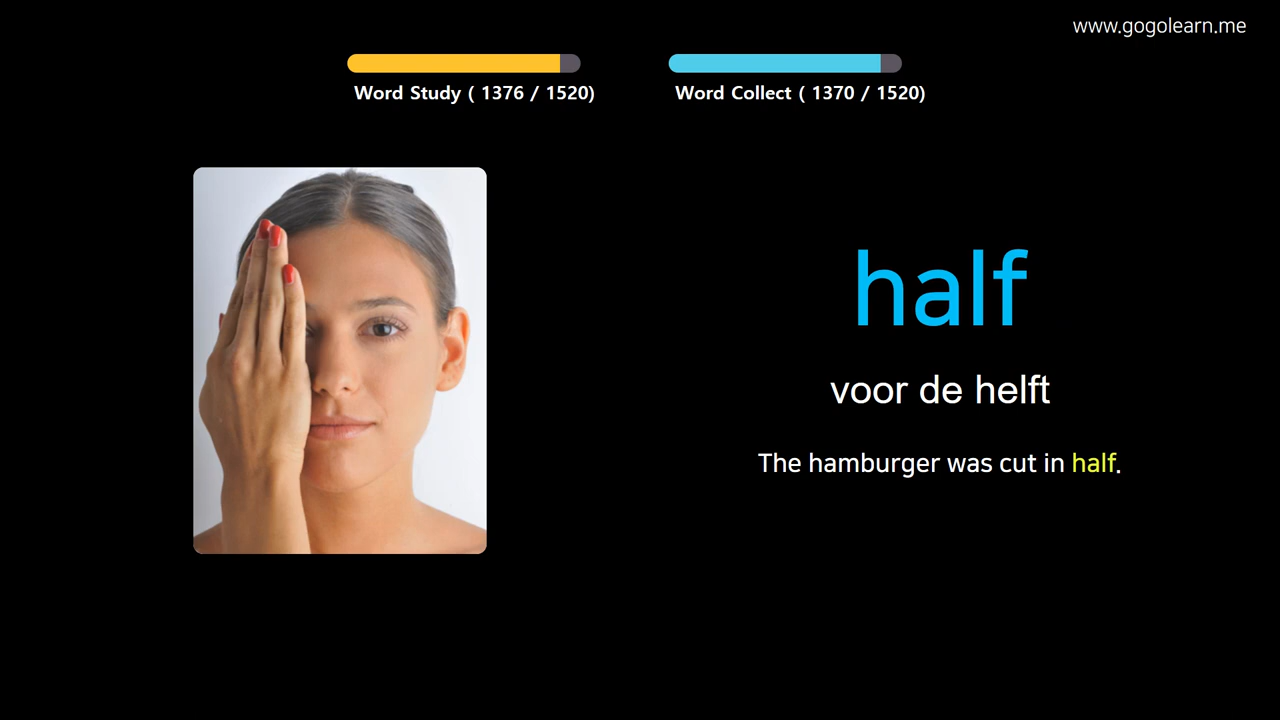 www.gogolearn.me
Word Study ( 1376 / 1520)
Word Collect ( 1370 / 1520)
half
voor de helft
The hamburger was cut in half.